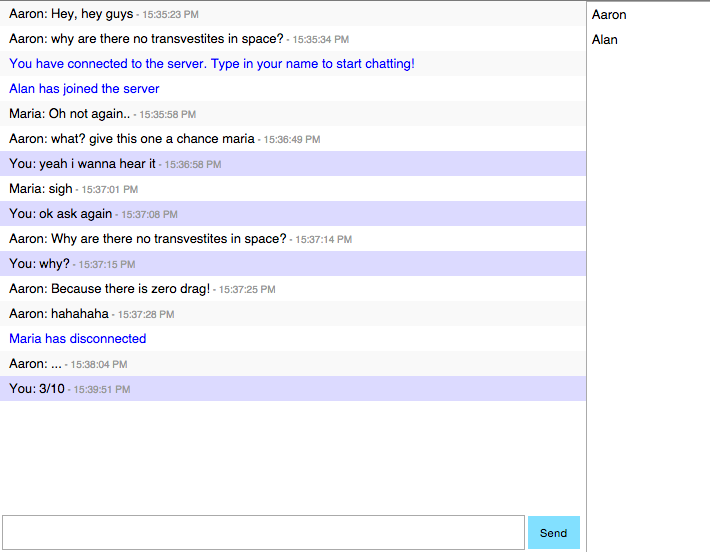 Aaron: Hey, hey guys - 15:35:23 PM
Aaron: why are there no transvestites in space? - 15:35:34 PM
You have connected to the server. Type in your name to start chatting!
Alan has joined the server
Maria: Oh not again.. - 15:35:58 PM
Aaron: what? give this one a chance maria - 15:36:49 PM
You: yeah i wanna hear it - 15:36:58 PM
Maria: sigh - 15:37:01 PM
You: ok ask again - 15:37:08 PM
Aaron: Why are there no transvestites in space? - 15:37:14 PM
You: why? - 15:37:15 PM
Aaron: Because there is zero drag! - 15:37:25 PM
Aaron: hahahaha - 15:37:28 PM
Maria has disconnected
Aaron: ... - 15:38:04 PM
You: 3/10 - 15:39:51 PM
Send
Aaron
Alan